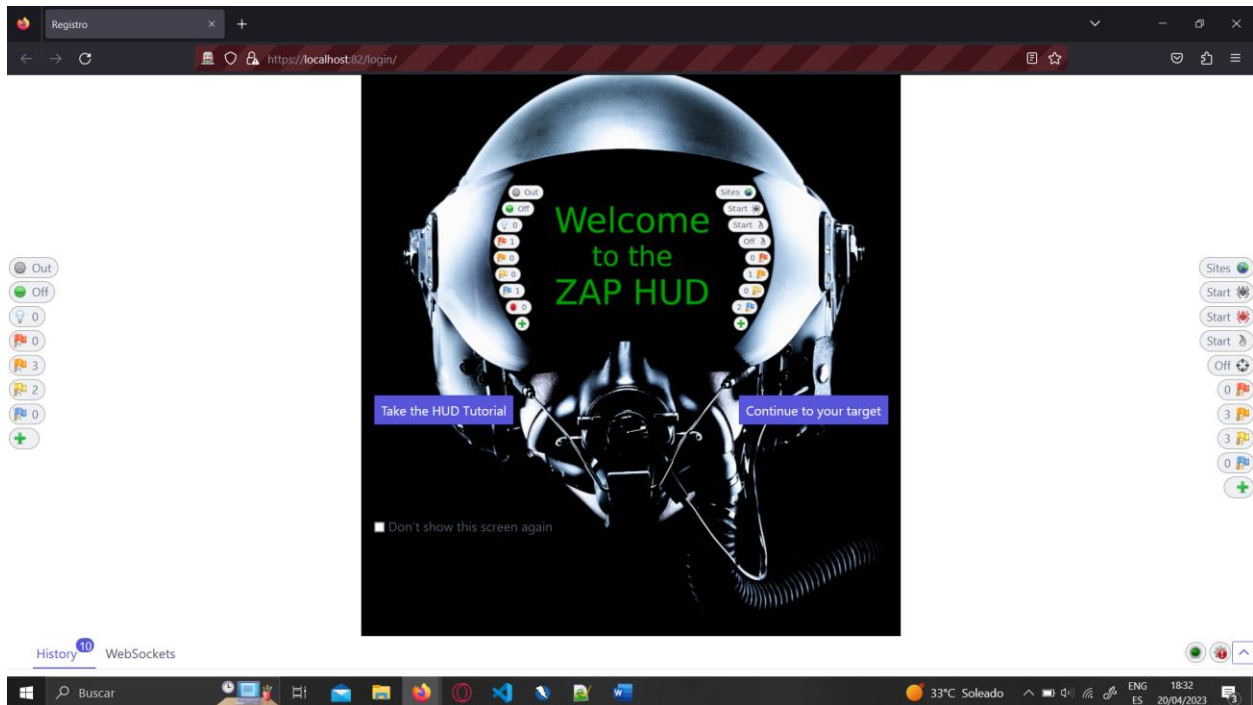 Registro
https://localhost:82/login/
Out
Off
0
1
0
0
1
0
Welcome
to the
ZAP HUD
Sites
Start
Start
Off
0
1
0
2
Out
Off
0
0
3
2
0
Sites
Start
Start
Start
Off
0
3
3
0
Take the HUD Tutorial
Continue to your target
Don't show this screen again
History 10
WebSockets
Buscar
33°C Soleado
ENG
ES
18:32
20/04/2023
3